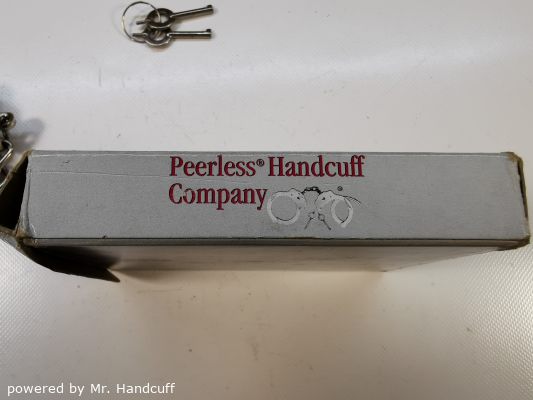 Peerless® Handcuff
Company
®
powered by Mr. Handcuff